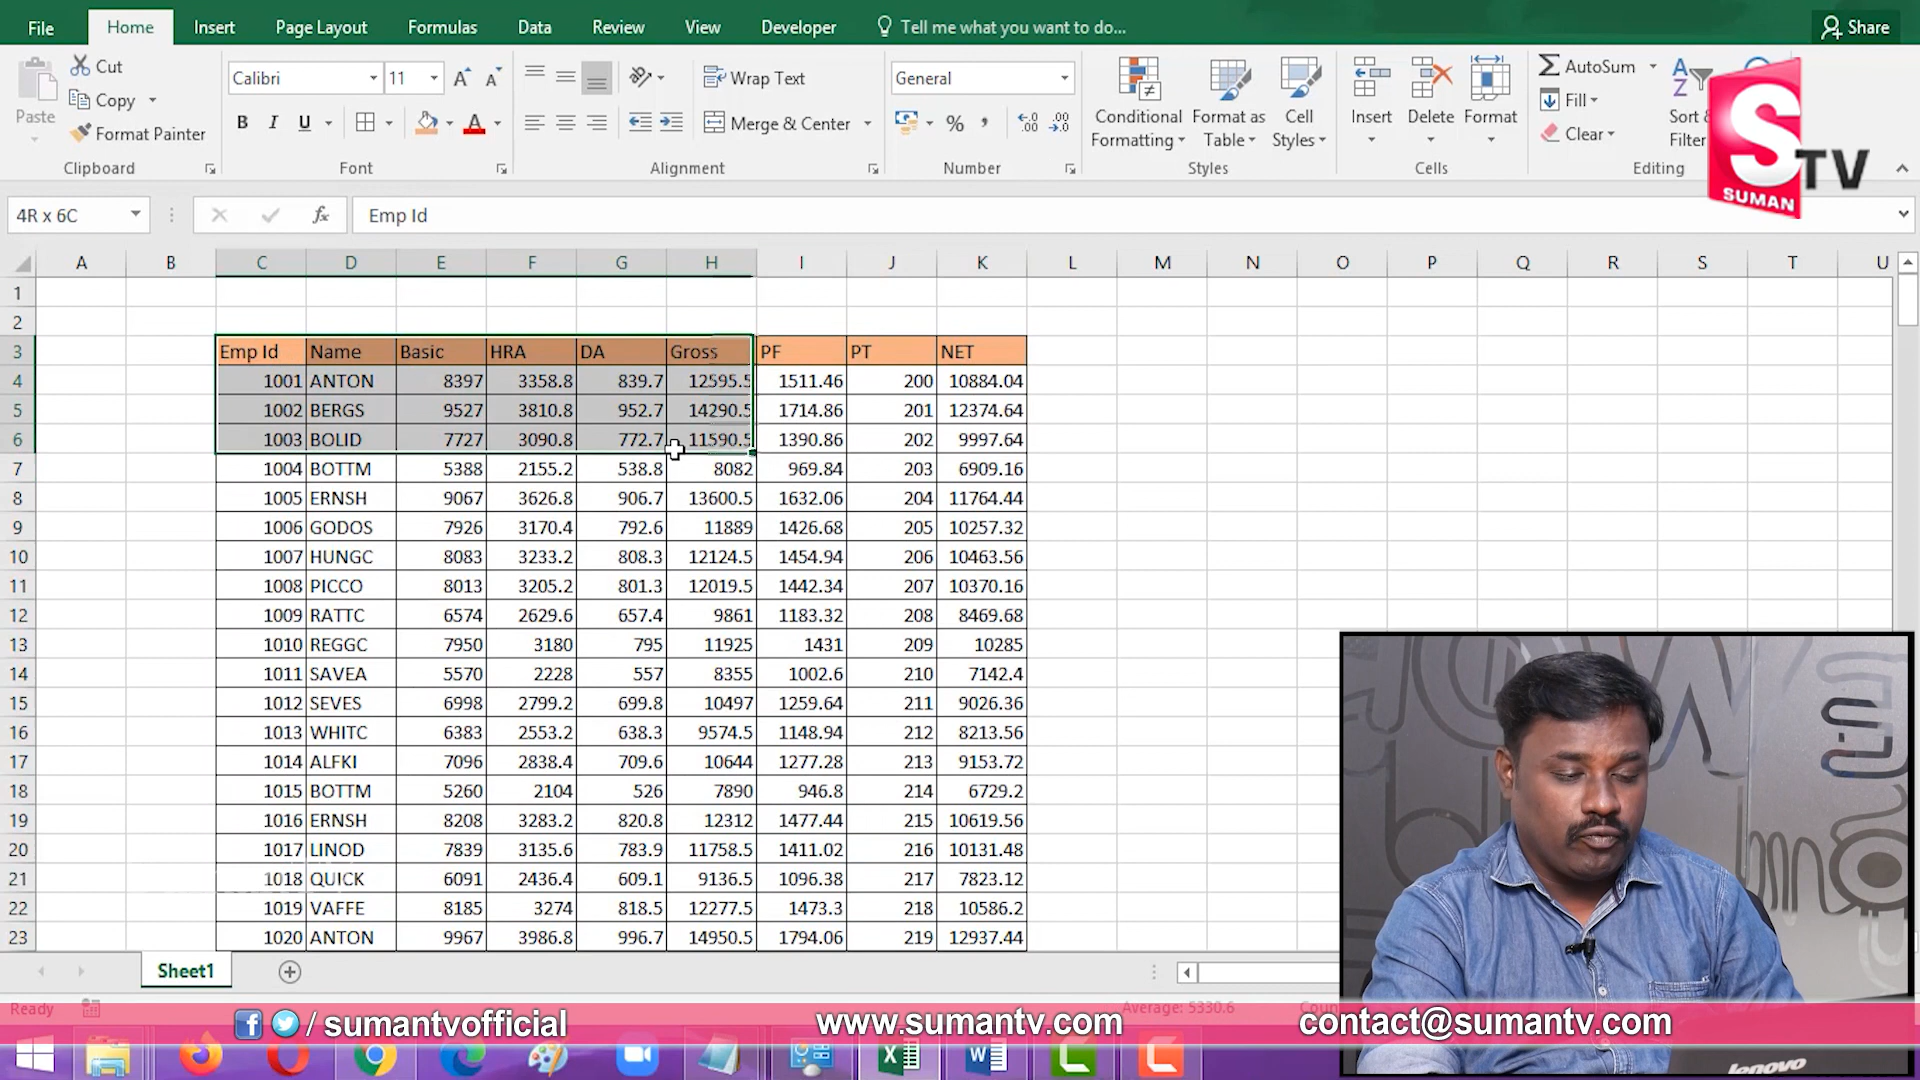 File Home Insert Page Layout Formulas Data Review View Developer Tell me what you want to do... Share
Cut
Copy
Format Painter
Paste
Clipboard
Calibri 11
B I U
Font
Wrap Text
Merge & Center
Alignment
General
%
Number
Conditional Formatting
Format as Table
Cell Styles
Styles
Insert Delete Format
Cells
AutoSum
Fill
Clear
Sort
Filter
Editing
S TV
SUMAN
4R x 6C fx Emp Id
A B C D E F G H I J K L M N O P Q R S T U
1
2
3 Emp Id Name Basic HRA DA Gross PF PT NET
4 1001 ANTON 8397 3358.8 839.7 12595.5 1511.46 200 10884.04
5 1002 BERGS 9527 3810.8 952.7 14290.5 1714.86 201 12374.64
6 1003 BOLID 7727 3090.8 772.7 11590.5 1390.86 202 9997.64
7 1004 BOTTM 5388 2155.2 538.8 8082 969.84 203 6909.16
8 1005 ERNSH 9067 3626.8 906.7 13600.5 1632.06 204 11764.44
9 1006 GODOS 7926 3170.4 792.6 11889 1426.68 205 10257.32
10 1007 HUNGC 8083 3233.2 808.3 12124.5 1454.94 206 10463.56
11 1008 PICCO 8013 3205.2 801.3 12019.5 1442.34 207 10370.16
12 1009 RATTC 6574 2629.6 657.4 9861 1183.32 208 8469.68
13 1010 REGGC 7950 3180 795 11925 1431 209 10285
14 1011 SAVEA 5570 2228 557 8355 1002.6 210 7142.4
15 1012 SEVES 6998 2799.2 699.8 10497 1259.64 211 9026.36
16 1013 WHITC 6383 2553.2 638.3 9574.5 1148.94 212 8213.56
17 1014 ALFKI 7096 2838.4 709.6 10644 1277.28 213 9153.72
18 1015 BOTTM 5260 2104 526 7890 946.8 214 6729.2
19 1016 ERNSH 8208 3283.2 820.8 12312 1477.44 215 10619.56
20 1017 LINOD 7839 3135.6 783.9 11758.5 1411.02 216 10131.48
21 1018 QUICK 6091 2436.4 609.1 9136.5 1096.38 217 7823.12
22 1019 VAFFE 8185 3274 818.5 12277.5 1473.3 218 10586.2
23 1020 ANTON 9967 3986.8 996.7 14950.5 1794.06 219 12937.44
Sheet1
Ready Average: 5330.6
/ sumantvofficial www.sumantv.com contact@sumantv.com
lenovo